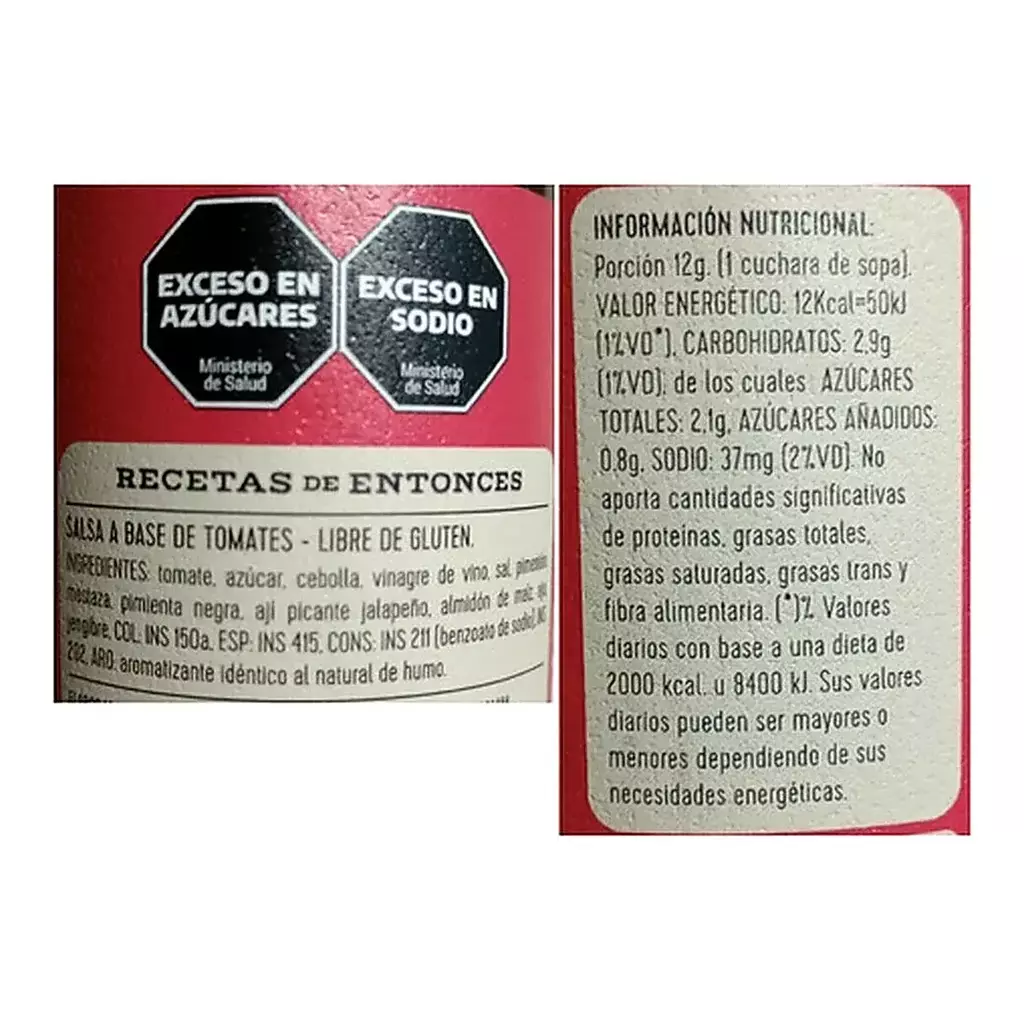 EXCESO EN
AZÚCARES
Ministerio
de Salud
EXCESO EN
SODIO
Ministerio
de Salud
RECETAS DE ENTONCES
SALSA A BASE DE TOMATES - LIBRE DE GLUTEN.
INGREDIENTES: tomate, azúcar, cebolla, vinagre de vino, sal,
mostaza, pimienta negra, ají picante jalapeño, almidón de maíz,
jengibre, COL: INS 150a, ESP: INS 415, CONS: INS 211 (benzoato de sodio),
202, ARO: aromatizante idéntico al natural de humo.
INFORMACIÓN NUTRICIONAL:
Porción 12g. (1 cuchara de sopa).
VALOR ENERGÉTICO: 12Kcal=50kJ
(1%VD*), CARBOHIDRATOS: 2,9g
(1%VD); de los cuales: AZÚCARES
TOTALES: 2,1g, AZÚCARES AÑADIDOS:
0,8g, SODIO: 37mg (2%VD). No
aporta cantidades significativas
de proteínas, grasas totales,
grasas saturadas, grasas trans y
fibra alimentaria. (*)% Valores
diarios con base a una dieta de
2000 kcal. u 8400 kJ. Sus valores
diarios pueden ser mayores o
menores dependiendo de sus
necesidades energéticas.